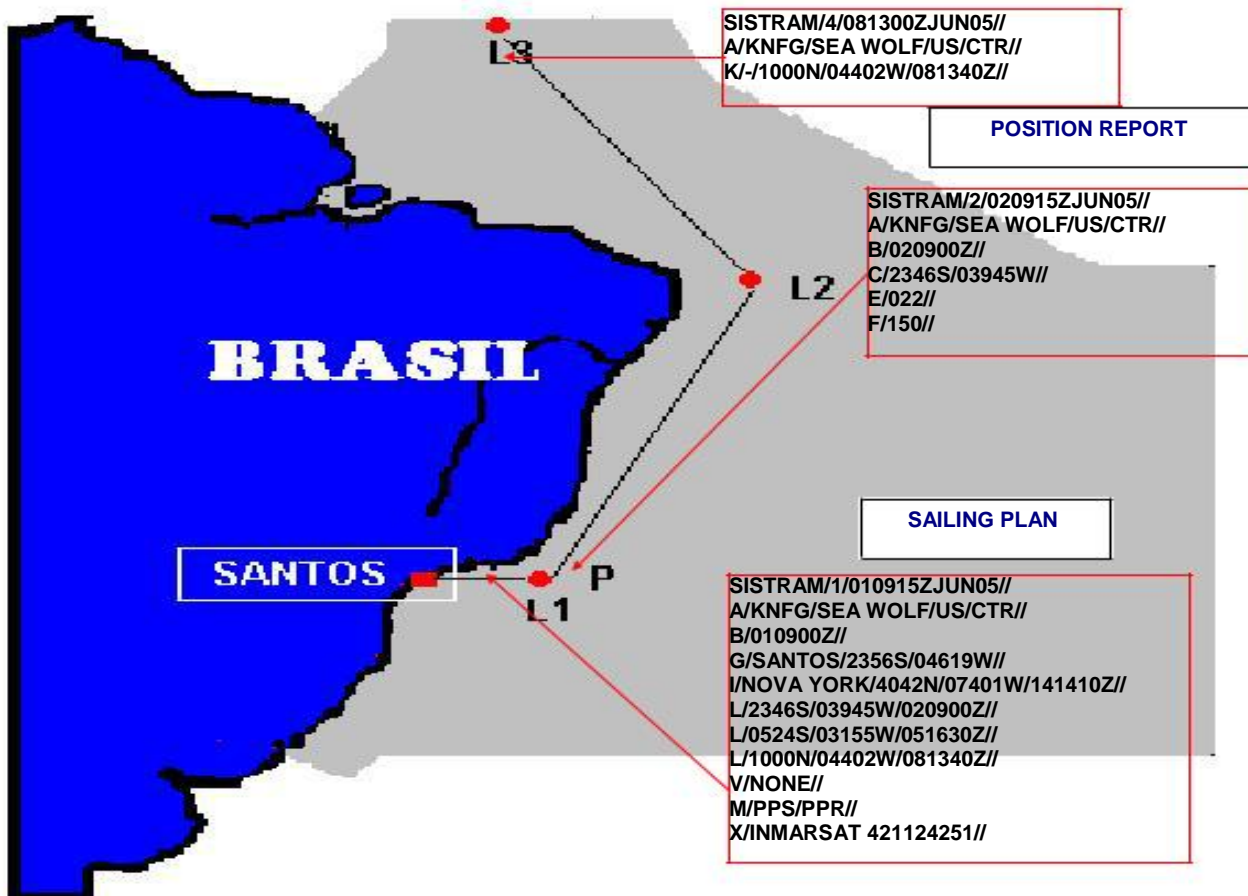 SISTRAM/4/081300ZJUN05//
A/KNFG/SEA WOLF/US/CTR//
K/-/1000N/04402W/081340Z//
L3
POSITION REPORT
SISTRAM/2/020915ZJUN05//
A/KNFG/SEA WOLF/US/CTR//
B/020900Z//
C/2346S/03945W//
E/022//
F/150//
L2
BRASIL
SAILING PLAN
SANTOS
L1
P
SISTRAM/1/010915ZJUN05//
A/KNFG/SEA WOLF/US/CTR//
B/010900Z//
G/SANTOS/2356S/04619W//
I/NOVA YORK/4042N/07401W/141410Z//
L/2346S/03945W/020900Z//
L/0524S/03155W/051630Z//
L/1000N/04402W/081340Z//
V/NONE//
M/PPS/PPR//
X/INMARSAT 421124251//